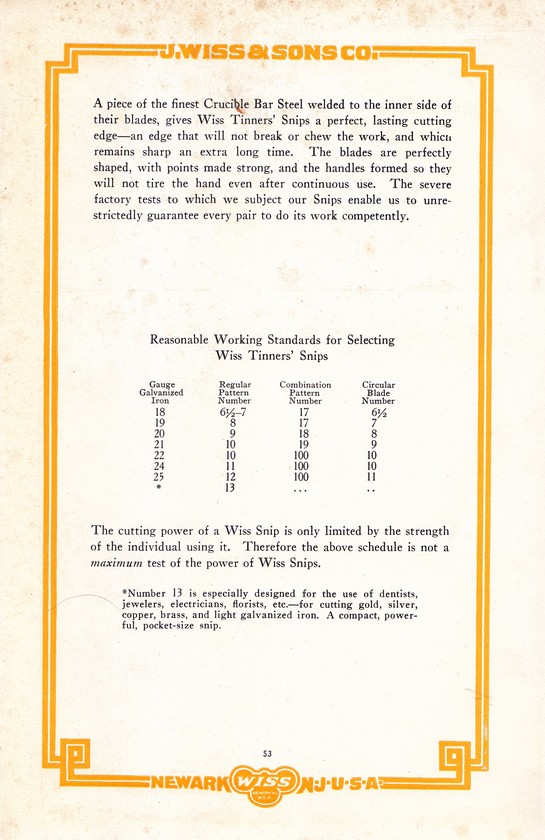 J. WISS & SONS CO.
A piece of the finest Crucible Bar Steel welded to the inner side of
their blades, gives Wiss Tinners' Snips a perfect, lasting cutting
edge—an edge that will not break or chew the work, and which
remains sharp an extra long time. The blades are perfectly
shaped, with points made strong, and the handles formed so they
will not tire the hand even after continuous use. The severe
factory tests to which we subject our Snips enable us to unre-
strictedly guarantee every pair to do its work competently.
Reasonable Working Standards for Selecting
Wiss Tinners' Snips
Gauge Regular Combination Circular
Galvanized Pattern Pattern Blade
Iron Number Number Number
18 6½–7 17 6½
19 8 17 7
20 9 18 8
21 10 19 9
22 10 100 10
24 11 100 10
25 12 100 11
* 13 ... ..
The cutting power of a Wiss Snip is only limited by the strength
of the individual using it. Therefore the above schedule is not a
maximum test of the power of Wiss Snips.
*Number 13 is especially designed for the use of dentists,
jewelers, electricians, florists, etc.—for cutting gold, silver,
copper, brass, and light galvanized iron. A compact, power-
ful, pocket-size snip.
53
NEWARK WISS N·J·U·S·A·